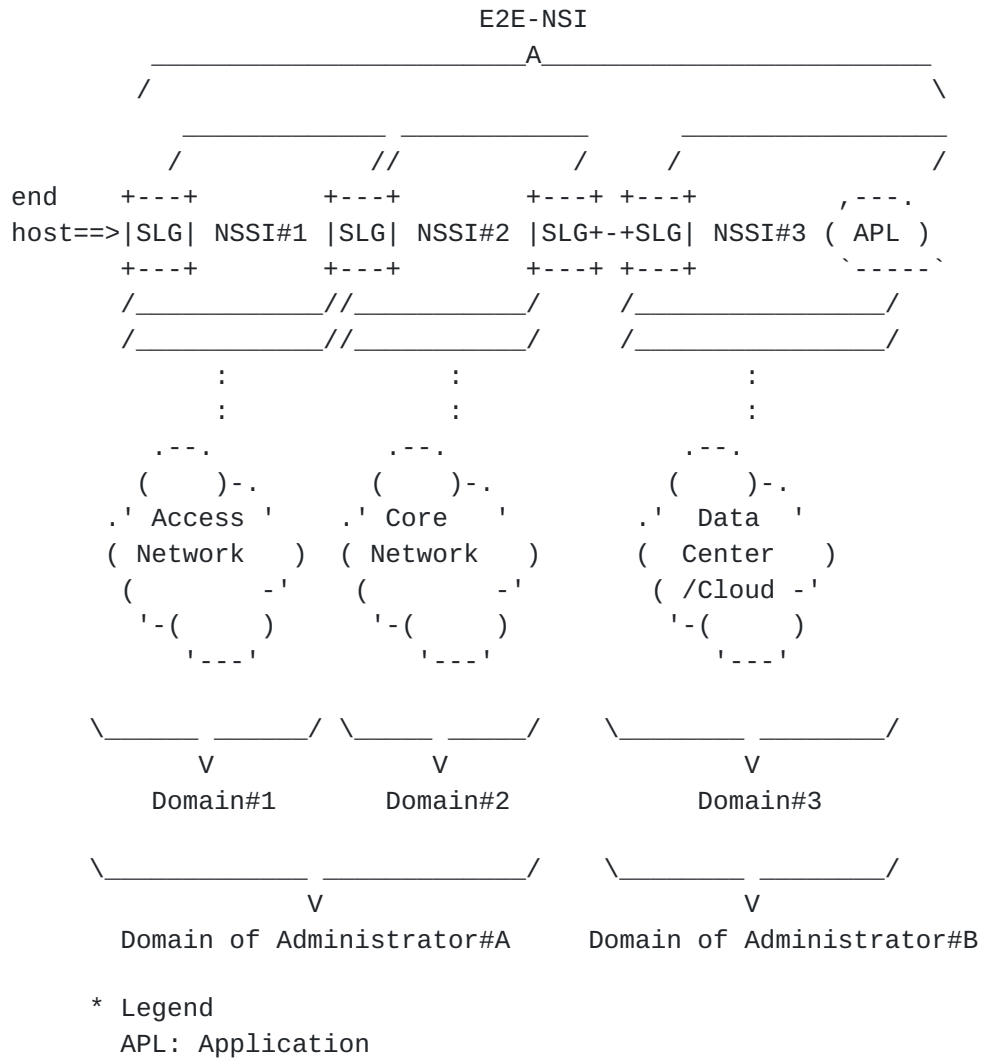 E2E-NSI
A
end
host==>|SLG| NSSI#1 |SLG| NSSI#2 |SLG+-+SLG| NSSI#3 ( APL )
Access Core Data
Network Network Center
/Cloud
V V V
Domain#1 Domain#2 Domain#3
V V
Domain of Administrator#A Domain of Administrator#B
* Legend
APL: Application